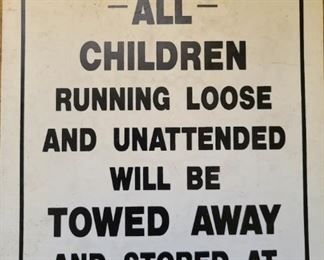 -ALL-
CHILDREN
RUNNING LOOSE
AND UNATTENDED
WILL BE
TOWED AWAY
AND STORED AT